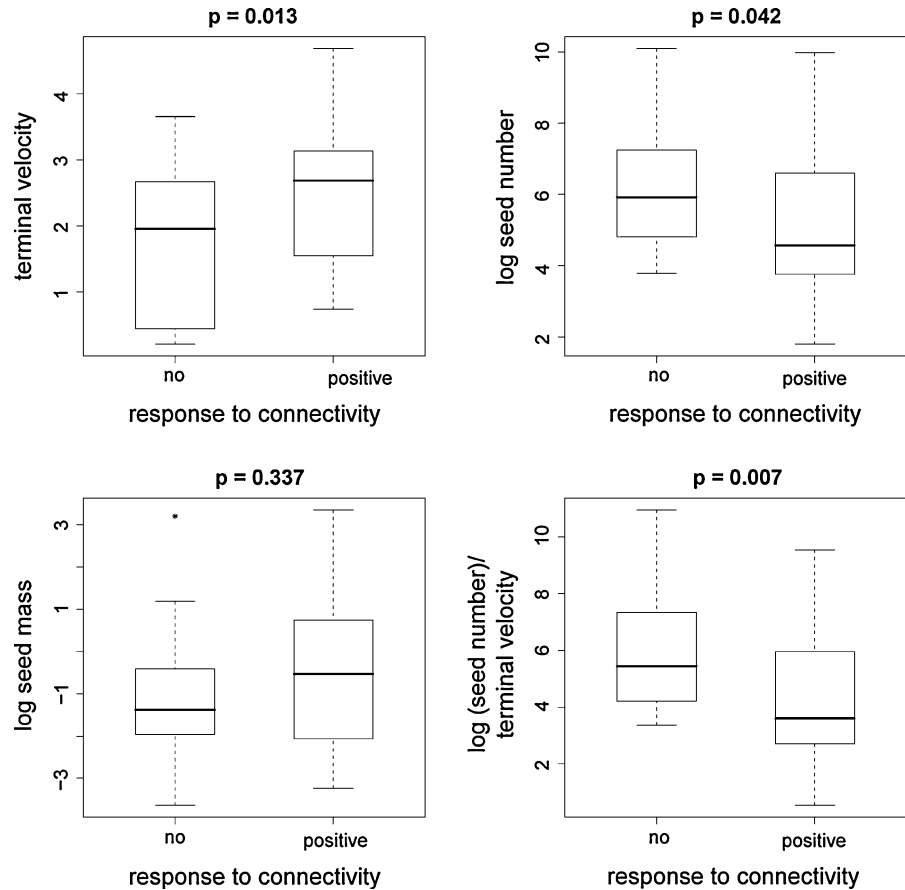 p = 0.013
terminal velocity
4
3
2
1
no
positive
response to connectivity
p = 0.042
log seed number
10
8
6
4
2
no
positive
response to connectivity
p = 0.337
log seed mass
3
1
−1
−3
no
positive
response to connectivity
p = 0.007
log (seed number)/
terminal velocity
10
8
6
4
2
no
positive
response to connectivity